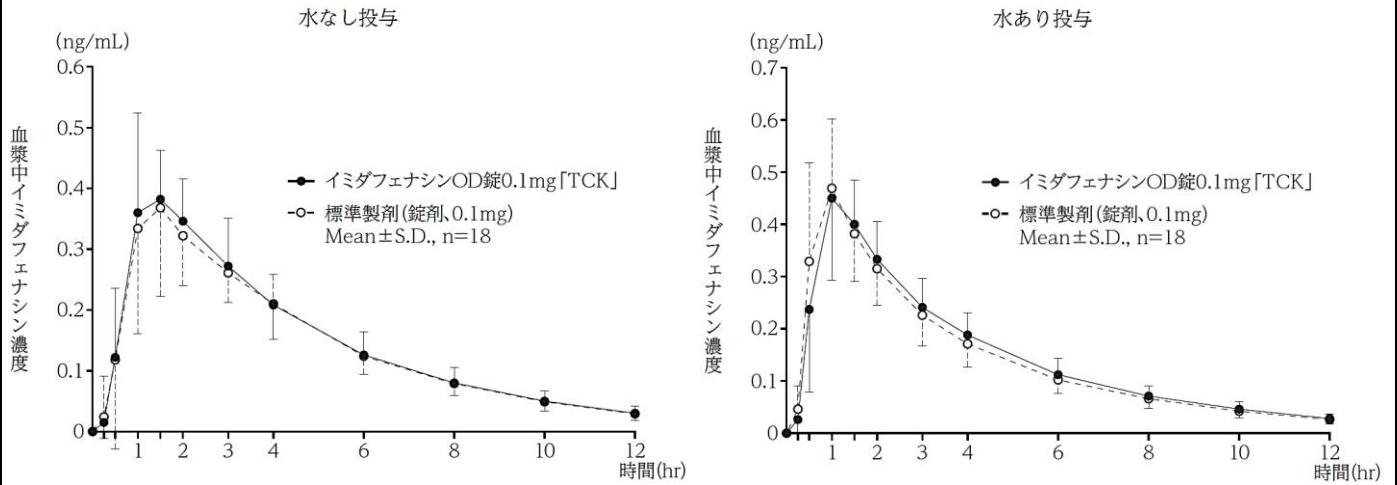 水なし投与
(ng/mL)
0.6
0.5
0.4
0.3
0.2
0.1
0
血漿中イミダフェナシン濃度
イミダフェナシンOD錠0.1mg「TCK」
標準製剤(錠剤、0.1mg)
Mean±S.D., n=18
1 2 3 4 6 8 10 12
時間(hr)
水あり投与
(ng/mL)
0.7
0.6
0.5
0.4
0.3
0.2
0.1
0
血漿中イミダフェナシン濃度
イミダフェナシンOD錠0.1mg「TCK」
標準製剤(錠剤、0.1mg)
Mean±S.D., n=18
1 2 3 4 6 8 10 12
時間(hr)